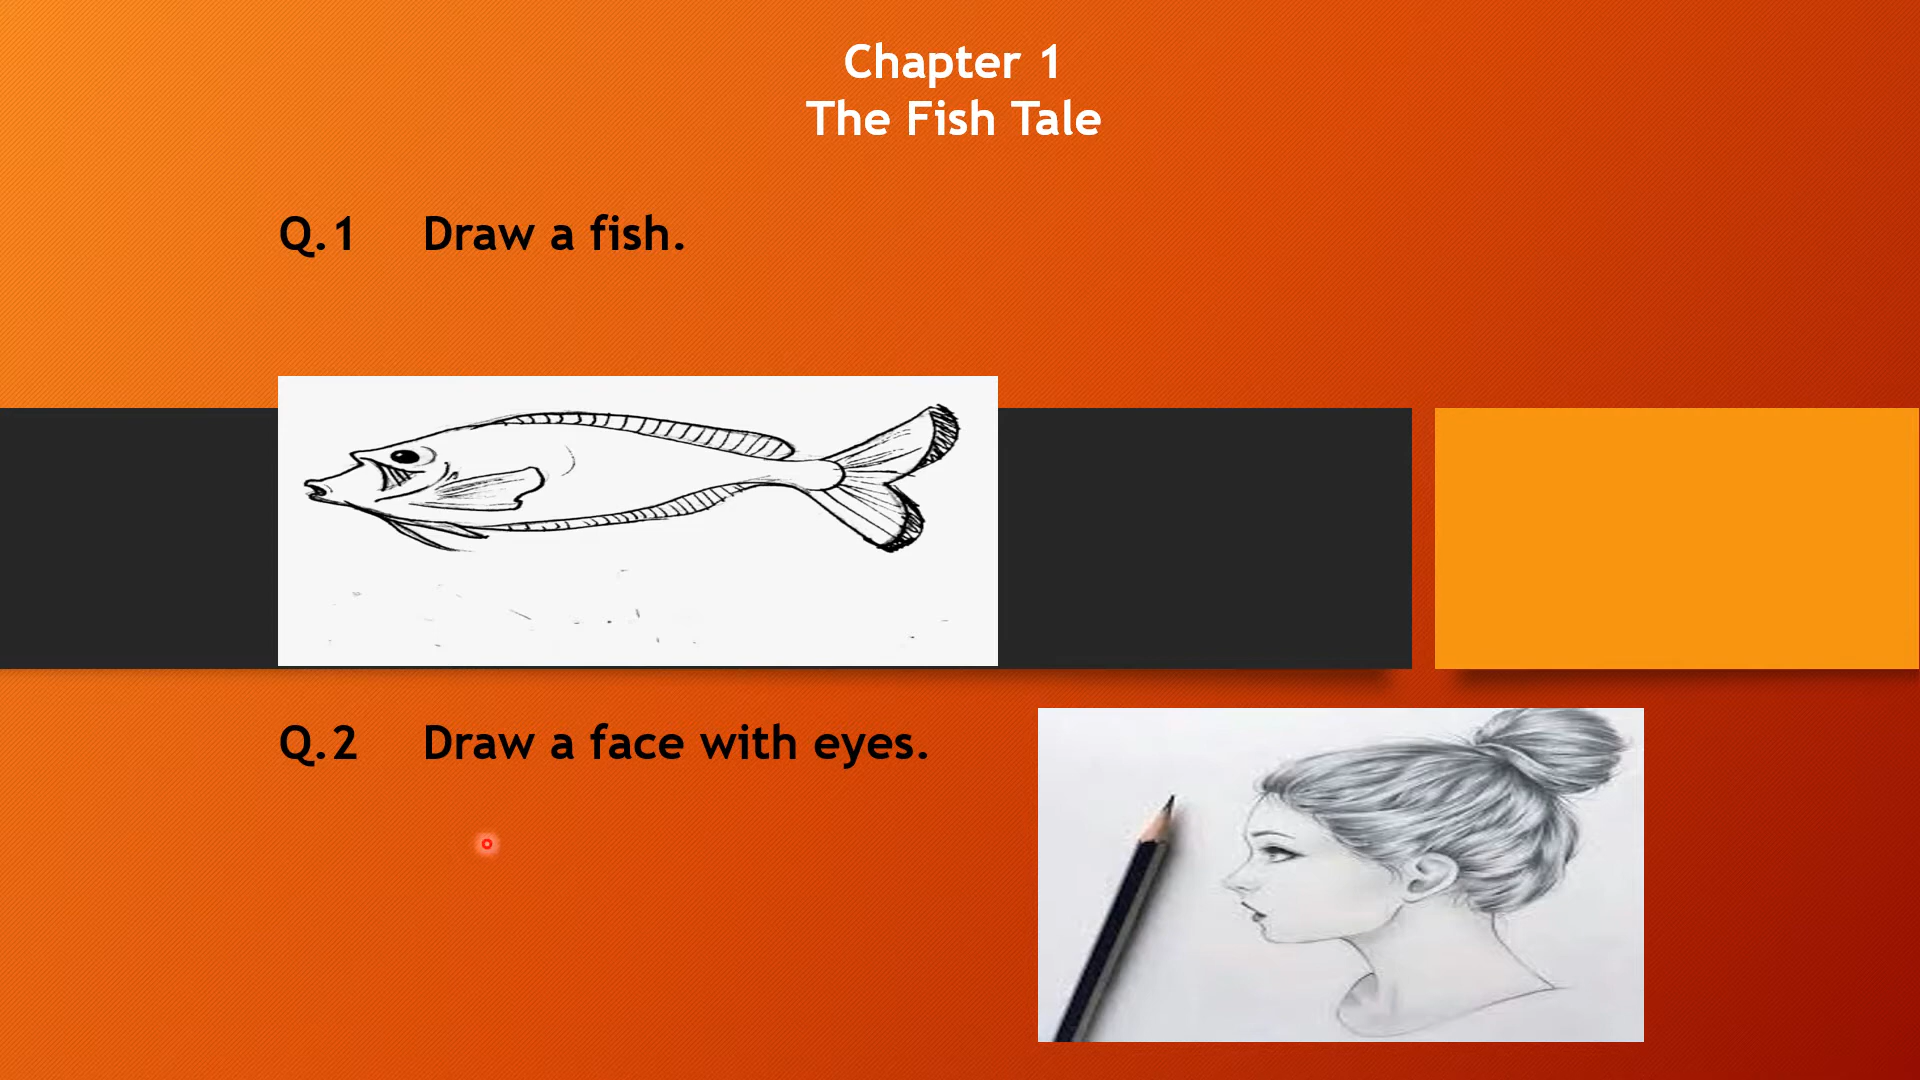 Chapter 1
The Fish Tale
Q.1 Draw a fish.
Q.2 Draw a face with eyes.